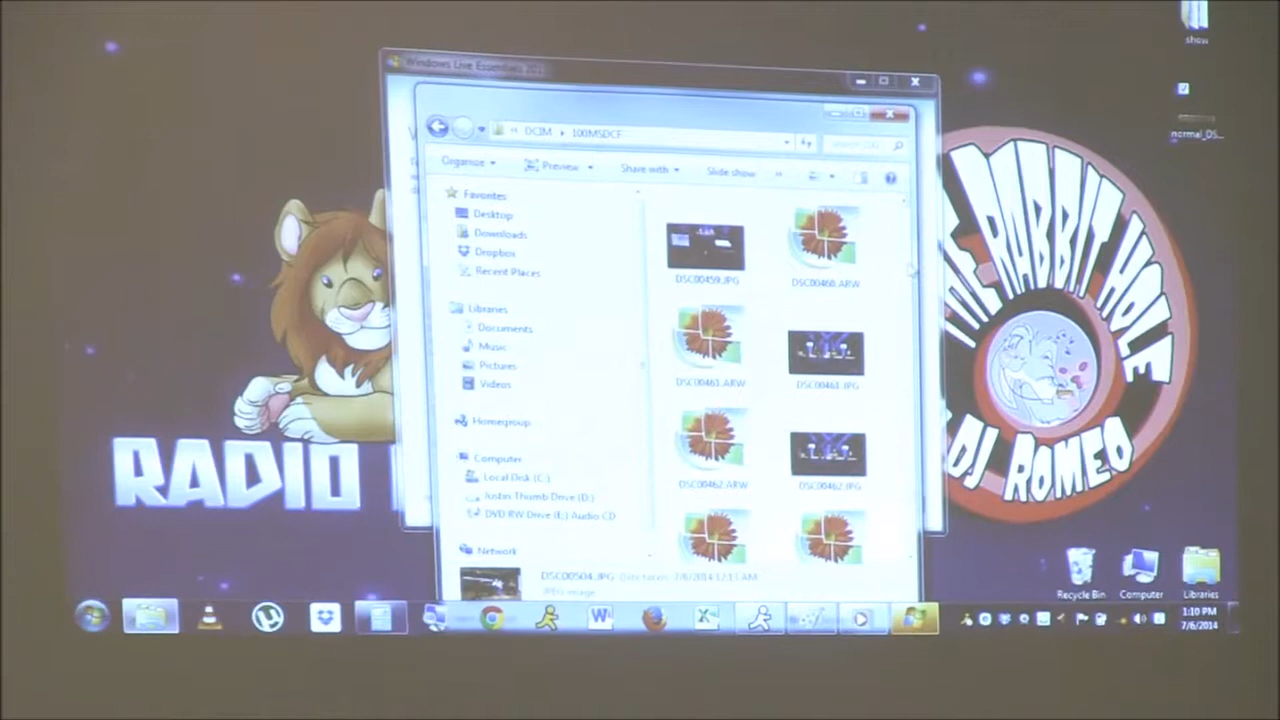 show
normal_DS...
Windows Live Essentials 201
DCIM
100MSDCF
Organize
Preview
Share with
Slide show
Favorites
Desktop
Downloads
Dropbox
Recent Places
Libraries
Documents
Music
Pictures
Videos
Homegroup
Computer
Local Disk (C:)
Justin Thumb Drive (D:)
DVD RW Drive (E:) Audio CD
Network
DSC00459.JPG
DSC00460.ARW
DSC00461.ARW
DSC00461.JPG
DSC00462.ARW
DSC00462.JPG
DSC00504.JPG
7/6/2014 12:13 AM
JPEG image
RADIO
THE RABBIT HOLE
DJ ROMEO
Recycle Bin
Computer
Libraries
1:10 PM
7/6/2014